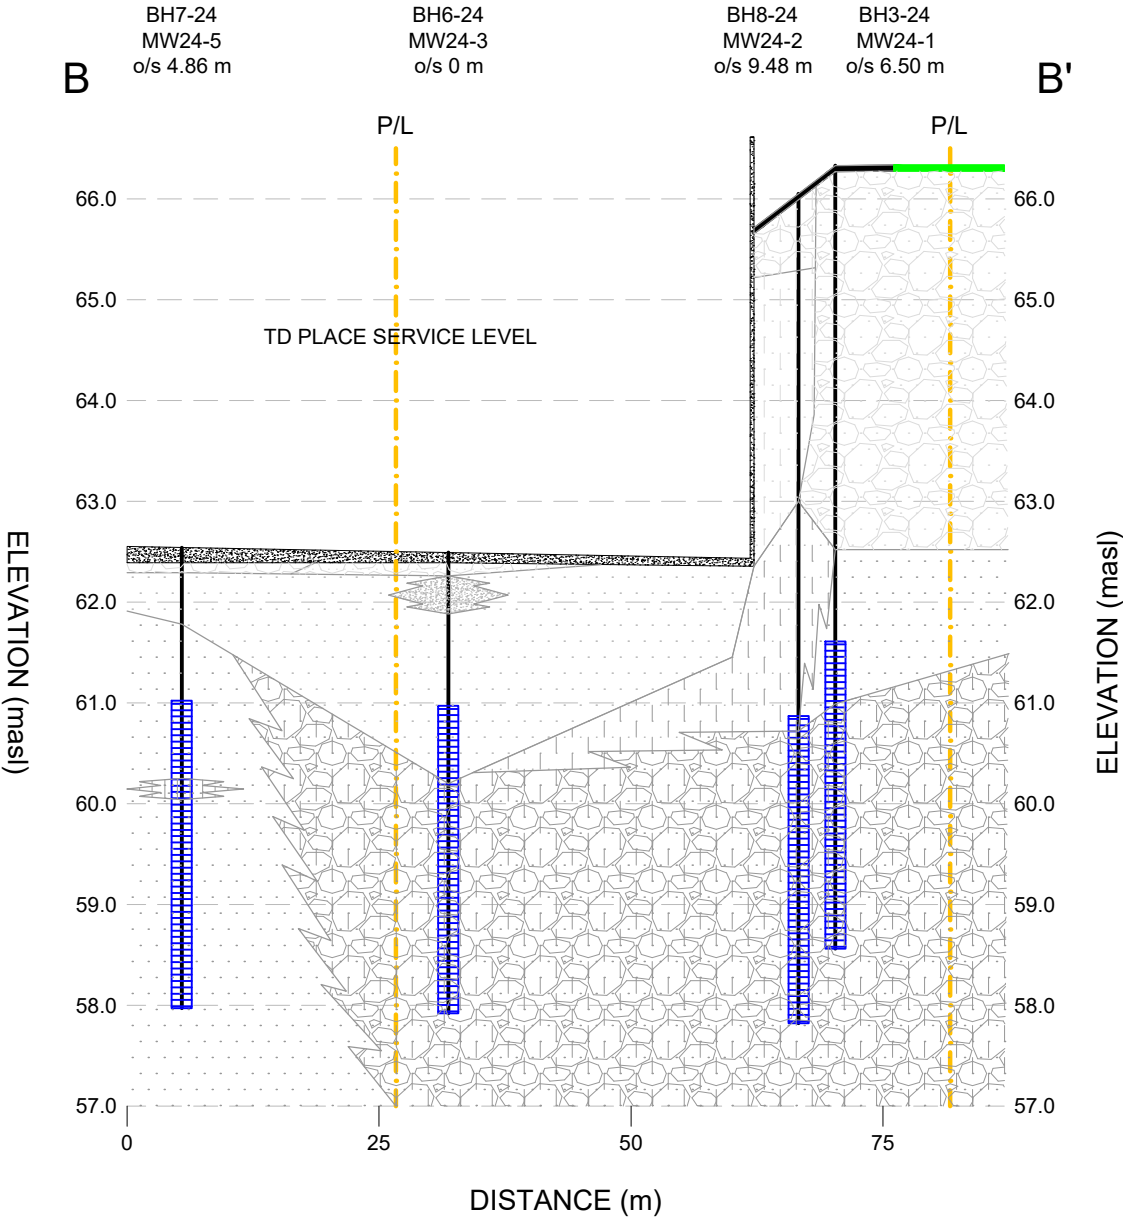 BH7-24
MW24-5
o/s 4.86 m
BH6-24
MW24-3
o/s 0 m
BH8-24
MW24-2
o/s 9.48 m
BH3-24
MW24-1
o/s 6.50 m
B
B'
P/L
P/L
66.0
66.0
65.0
65.0
TD PLACE SERVICE LEVEL
64.0
64.0
63.0
63.0
62.0
62.0
61.0
61.0
60.0
60.0
59.0
59.0
58.0
58.0
57.0
57.0
ELEVATION (masl)
ELEVATION (masl)
0
25
50
75
DISTANCE (m)